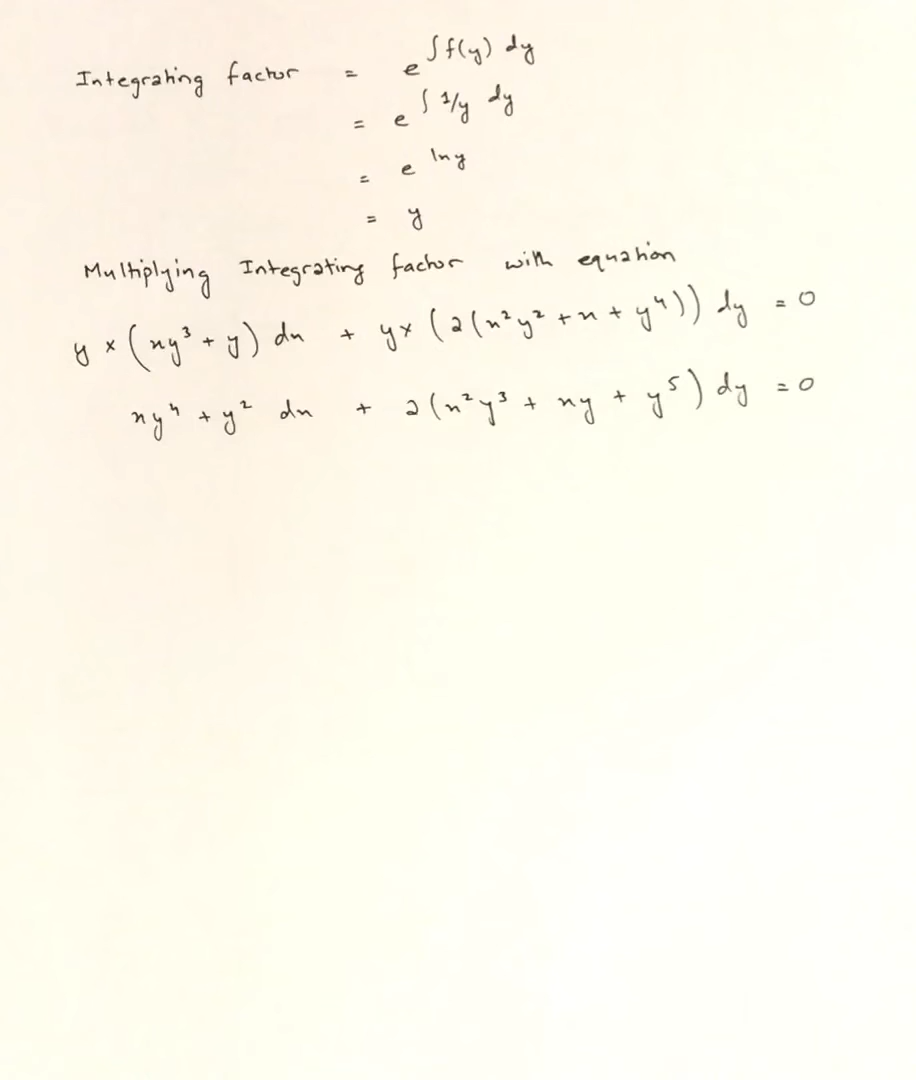 Integrating factor = e^∫f(y) dy
= e^∫1/y dy
= e^ln y
= y
Multiplying Integrating factor with equation
y × (xy³ + y) dx + y× (2(x²y² + x + y⁴)) dy = 0
xy⁴ + y² dx + 2(x²y³ + xy + y⁵) dy = 0